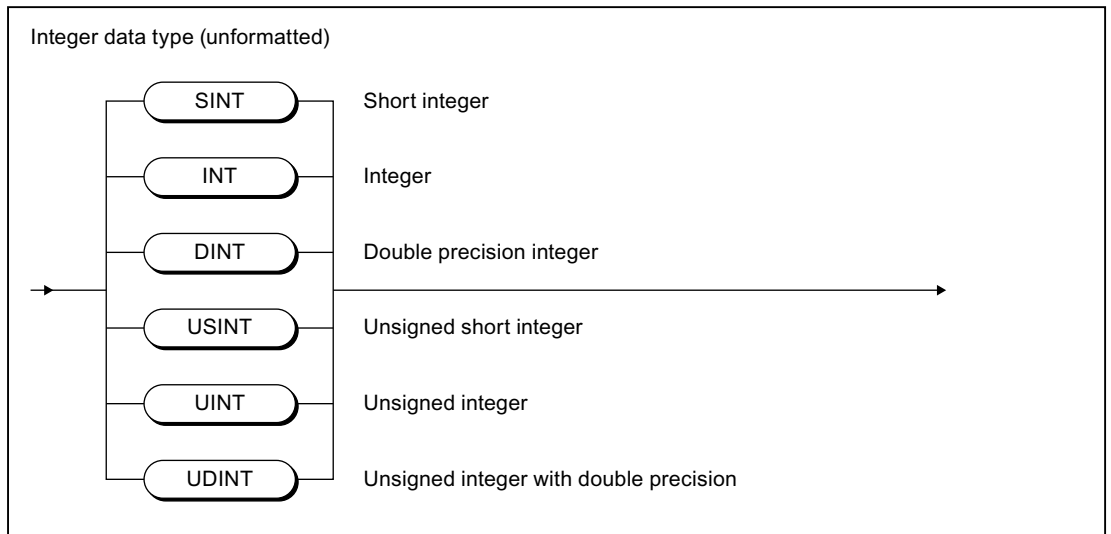 Integer data type (unformatted)
SINT Short integer
INT Integer
DINT Double precision integer
USINT Unsigned short integer
UINT Unsigned integer
UDINT Unsigned integer with double precision